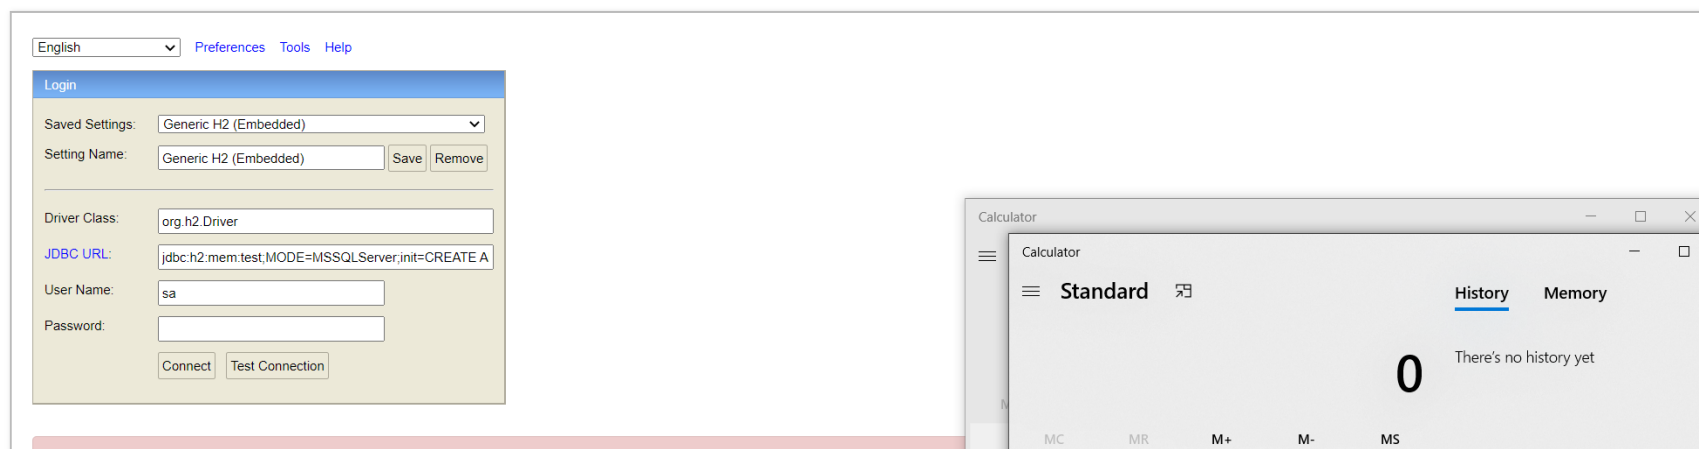 English Preferences Tools Help
Login
Saved Settings: Generic H2 (Embedded)
Setting Name: Generic H2 (Embedded) Save Remove
Driver Class: org.h2.Driver
JDBC URL: jdbc:h2:mem:test;MODE=MSSQLServer;init=CREATE A
User Name: sa
Password:
Connect Test Connection
Calculator
Calculator
Standard
History Memory
0
There's no history yet
M
MC MR M+ M- MS